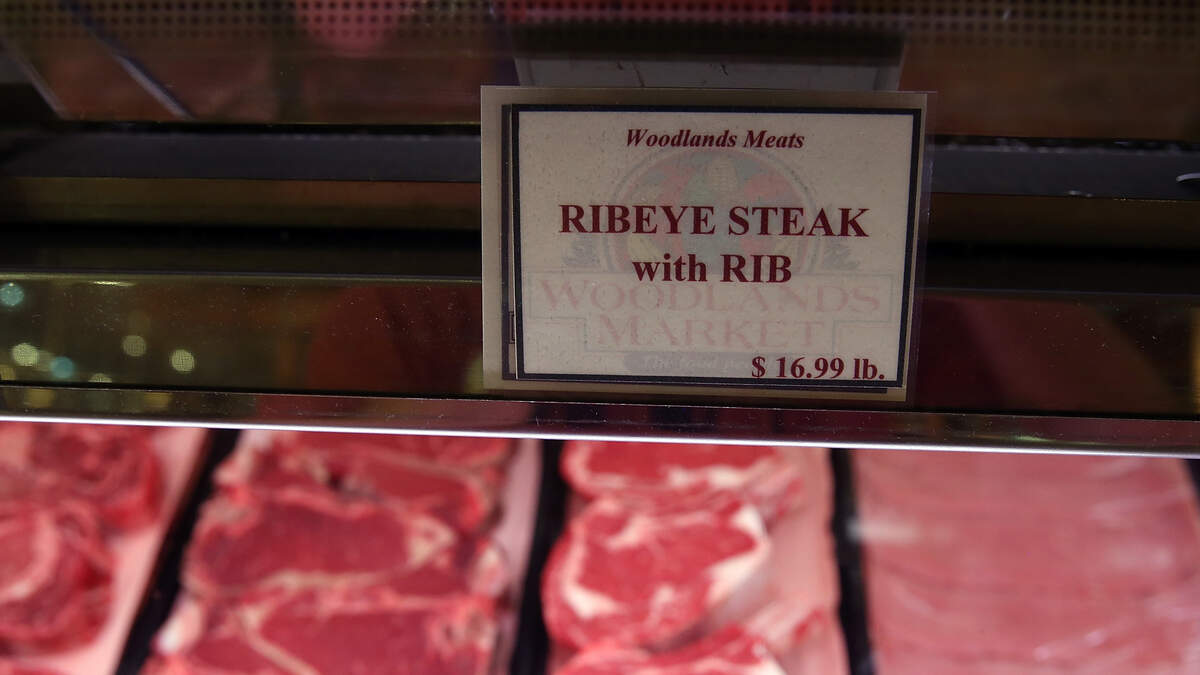 Woodlands Meats
RIBEYE STEAK
with RIB
WOODLANDS
MARKET
$ 16.99 lb.